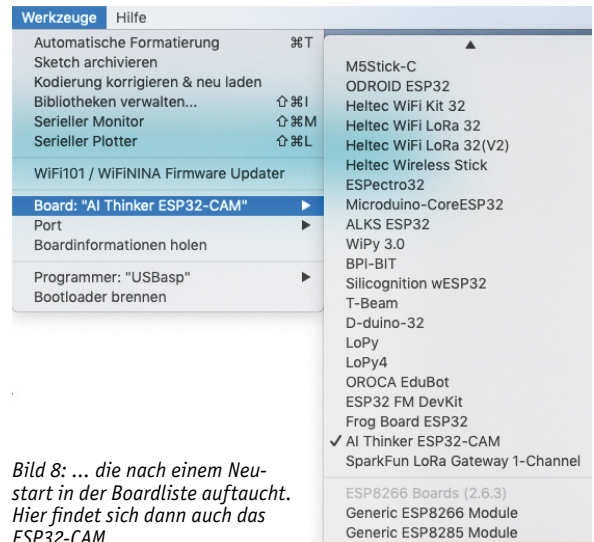 Werkzeuge Hilfe
Automatische Formatierung ⌘T
Sketch archivieren
Kodierung korrigieren & neu laden
Bibliotheken verwalten... ⇧⌘I
Serieller Monitor ⇧⌘M
Serieller Plotter ⇧⌘L
WiFi101 / WiFiNINA Firmware Updater
Board: "AI Thinker ESP32-CAM" ▶
Port ▶
Boardinformationen holen
Programmer: "USBasp" ▶
Bootloader brennen
▲
M5Stick-C
ODROID ESP32
Heltec WiFi Kit 32
Heltec WiFi LoRa 32
Heltec WiFi LoRa 32(V2)
Heltec Wireless Stick
ESPectro32
Microduino-CoreESP32
ALKS ESP32
WiPy 3.0
BPI-BIT
Silicognition wESP32
T-Beam
D-duino-32
LoPy
LoPy4
OROCA EduBot
ESP32 FM DevKit
Frog Board ESP32
✓ AI Thinker ESP32-CAM
SparkFun LoRa Gateway 1-Channel
ESP8266 Boards (2.6.3)
Generic ESP8266 Module
Generic ESP8285 Module
Bild 8: ... die nach einem Neu-
start in der Boardliste auftaucht.
Hier findet sich dann auch das
ESP32-CAM